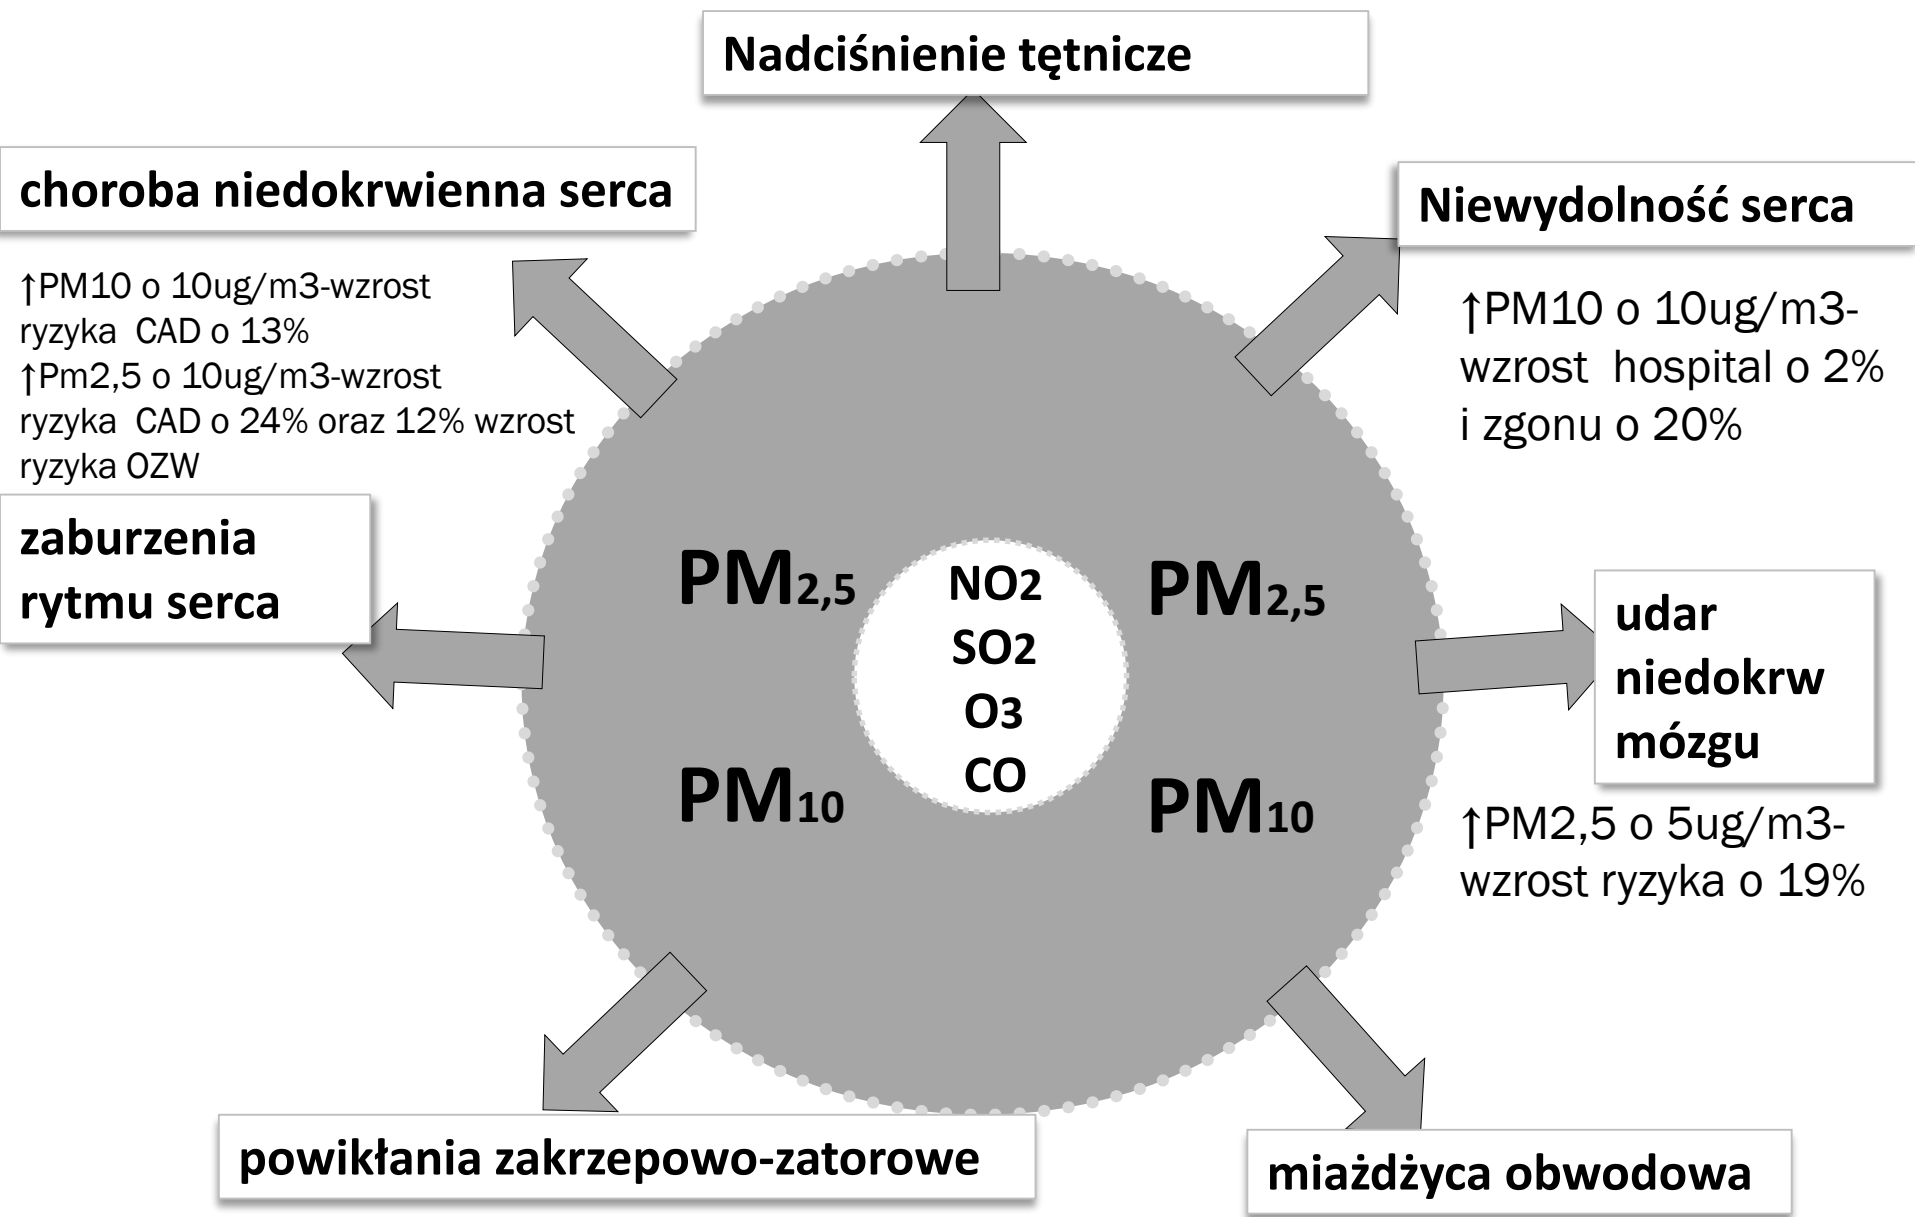 Nadciśnienie tętnicze
choroba niedokrwienna serca
↑PM10 o 10ug/m3-wzrost
ryzyka CAD o 13%
↑Pm2,5 o 10ug/m3-wzrost
ryzyka CAD o 24% oraz 12% wzrost
ryzyka OZW
Niewydolność serca
↑PM10 o 10ug/m3-
wzrost hospital o 2%
i zgonu o 20%
zaburzenia
rytmu serca
PM2,5
PM10
NO2
SO2
O3
CO
PM2,5
PM10
udar
niedokrw
mózgu
↑PM2,5 o 5ug/m3-
wzrost ryzyka o 19%
powikłania zakrzepowo-zatorowe
miażdżyca obwodowa